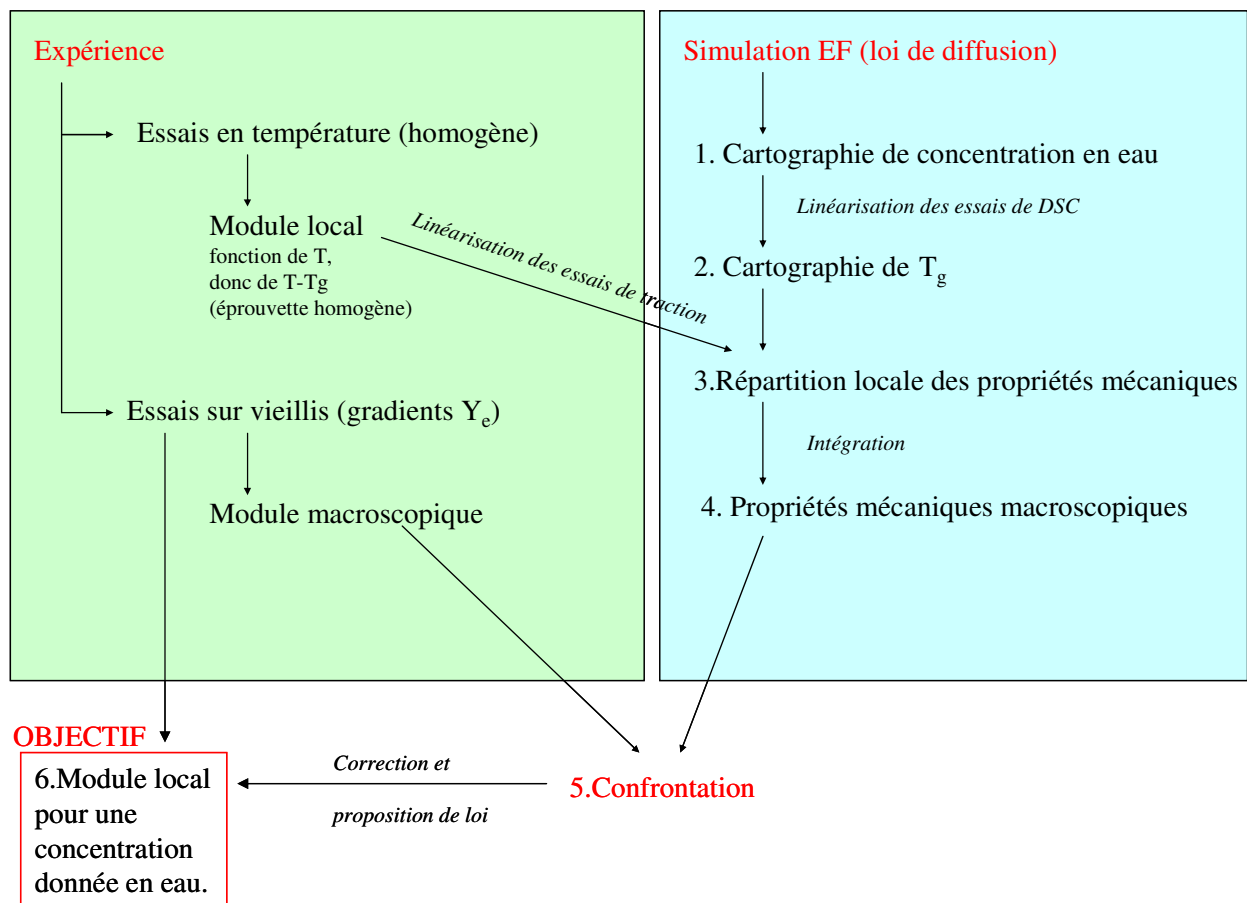 Expérience
Essais en température (homogène)
Module local
fonction de T,
donc de T-Tg
(éprouvette homogène)
Linéarisation des essais de traction
Essais sur vieillis (gradients Yₑ)
Module macroscopique
Simulation EF (loi de diffusion)
1. Cartographie de concentration en eau
Linéarisation des essais de DSC
2. Cartographie de T_g
3.Répartition locale des propriétés mécaniques
Intégration
4. Propriétés mécaniques macroscopiques
OBJECTIF
6.Module local
pour une
concentration
donnée en eau.
Correction et
proposition de loi
5.Confrontation